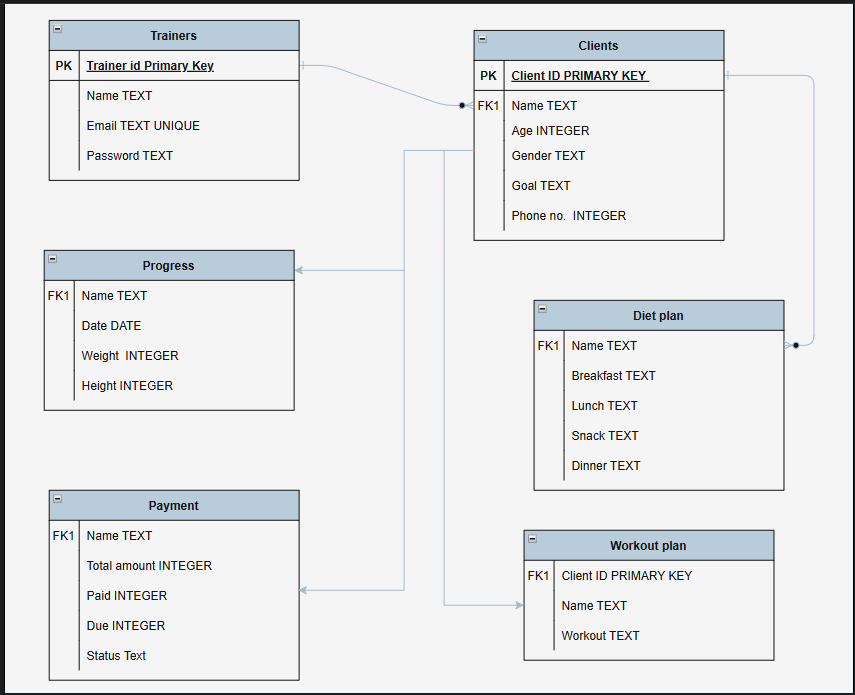 Trainers
PK Trainer id Primary Key
Name TEXT
Email TEXT UNIQUE
Password TEXT
Clients
PK Client ID PRIMARY KEY
FK1 Name TEXT
Age INTEGER
Gender TEXT
Goal TEXT
Phone no.  INTEGER
Progress
FK1 Name TEXT
Date DATE
Weight  INTEGER
Height INTEGER
Diet plan
FK1 Name TEXT
Breakfast TEXT
Lunch TEXT
Snack TEXT
Dinner TEXT
Payment
FK1 Name TEXT
Total amount INTEGER
Paid INTEGER
Due INTEGER
Status Text
Workout plan
FK1 Client ID PRIMARY KEY
Name TEXT
Workout TEXT